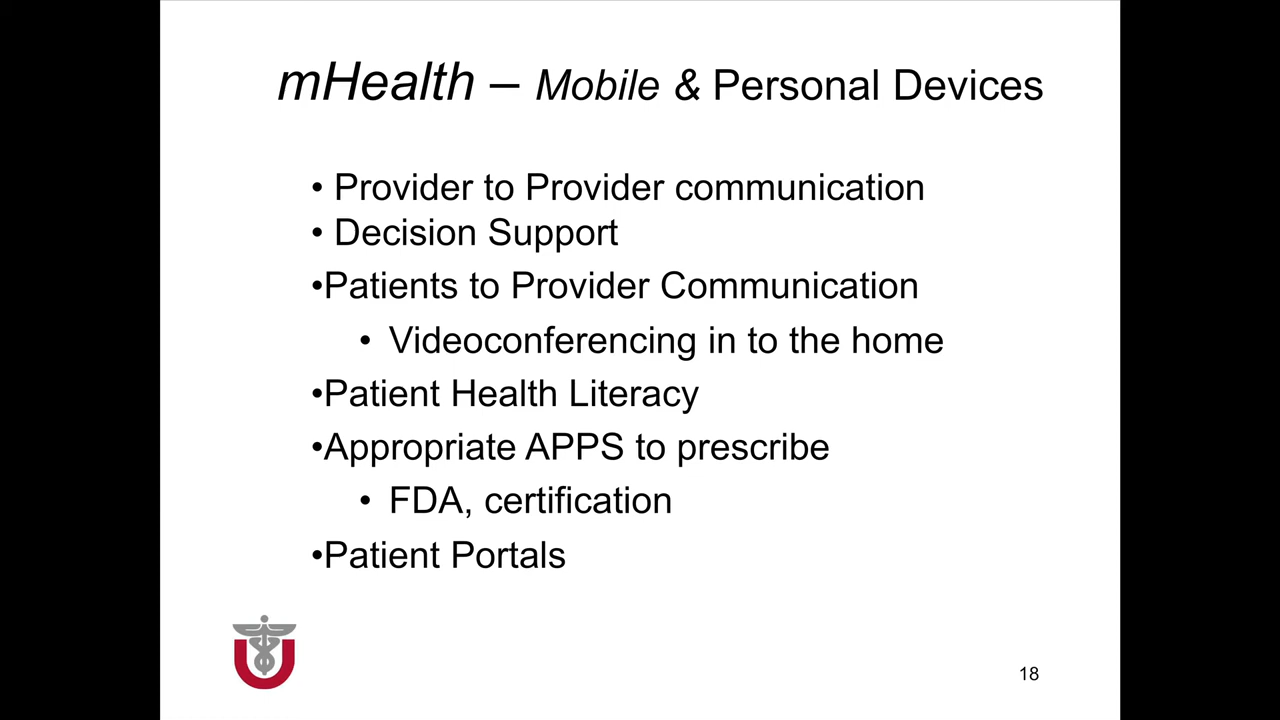 mHealth – Mobile & Personal Devices
• Provider to Provider communication
• Decision Support
•Patients to Provider Communication
• Videoconferencing in to the home
•Patient Health Literacy
•Appropriate APPS to prescribe
• FDA, certification
•Patient Portals
18